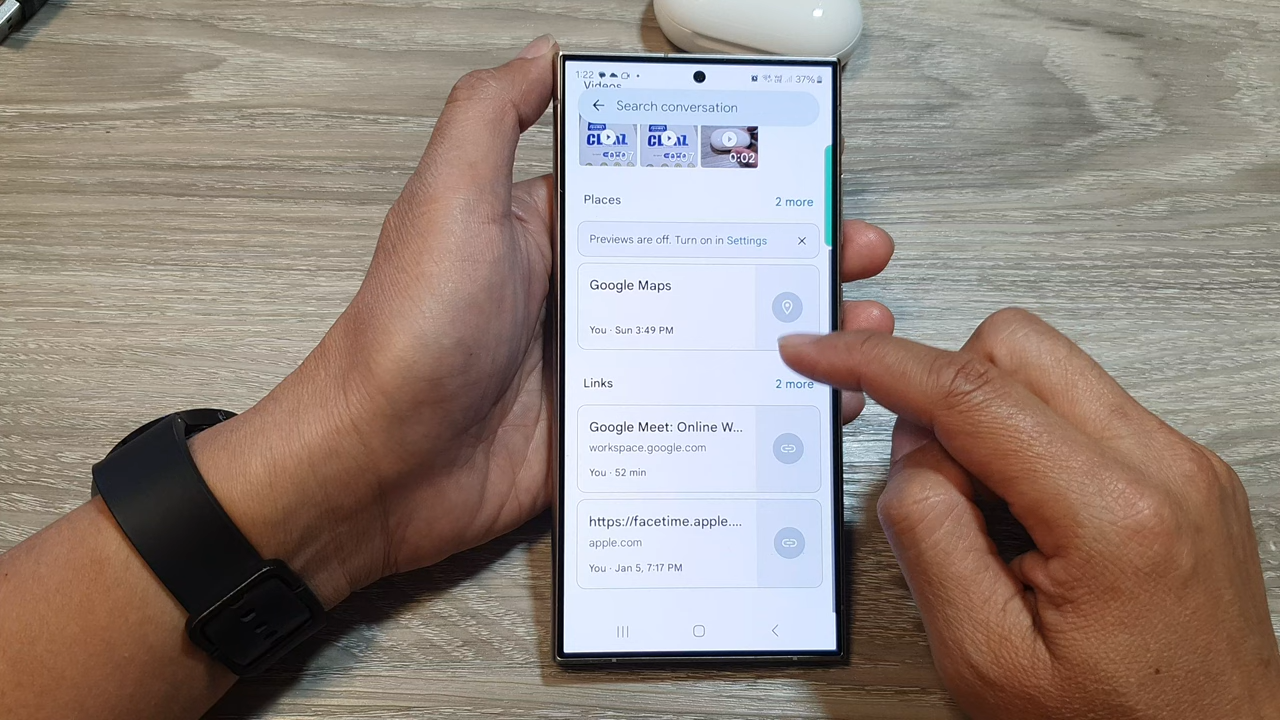 1:22
37%
Videos
Search conversation
0:02
Places
2 more
Previews are off. Turn on in Settings
Google Maps
You · Sun 3:49 PM
Links
2 more
Google Meet: Online W...
workspace.google.com
You · 52 min
https://facetime.apple....
apple.com
You · Jan 5, 7:17 PM